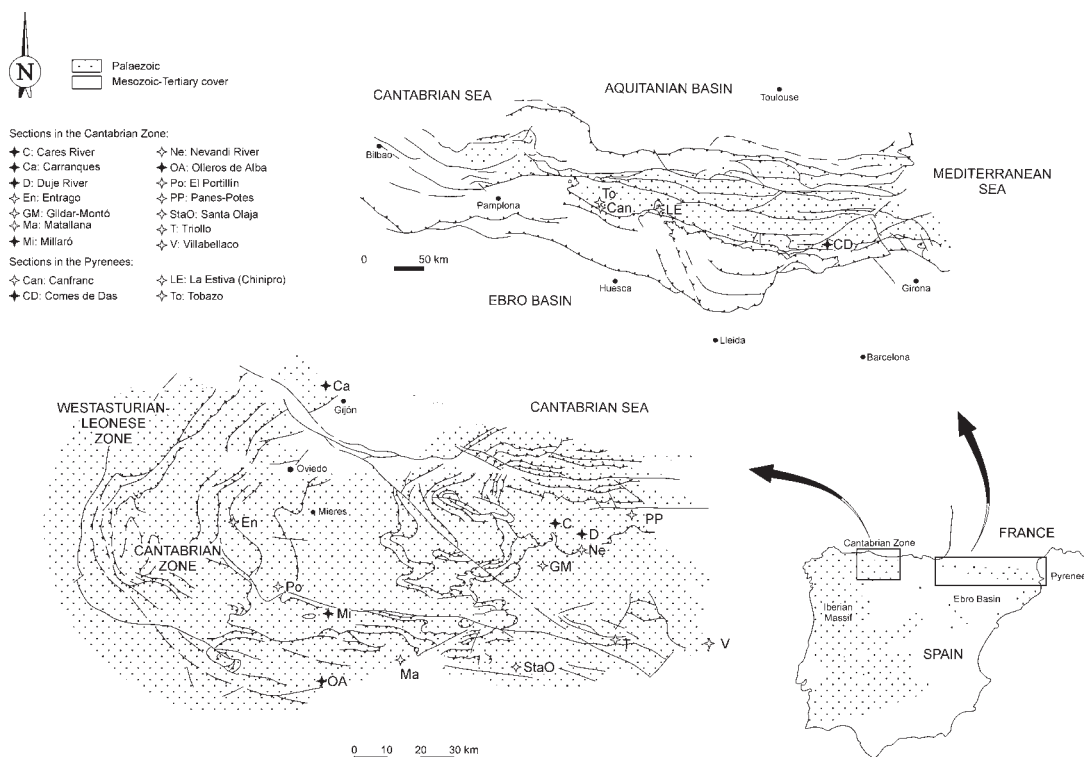 N
Palaezoic
Mesozoic-Tertiary cover
Sections in the Cantabrian Zone:
C: Cares River
Ca: Carranques
D: Duje River
En: Entrago
GM: Gildar-Montó
Ma: Matallana
Mi: Millaró
Ne: Nevandi River
OA: Olleros de Alba
Po: El Portillín
PP: Panes-Potes
StaO: Santa Olaja
T: Triollo
V: Villabellaco
Sections in the Pyrenees:
Can: Canfranc
CD: Comes de Das
LE: La Estiva (Chinipro)
To: Tobazo
CANTABRIAN SEA
AQUITANIAN BASIN
Toulouse
Bilbao
MEDITERRANEAN
SEA
To
Can
LE
Pamplona
CD
0 50 km
Huesca
Girona
EBRO BASIN
Lleida
Barcelona
Ca
Gijón
WESTASTURIAN-
LEONESE
ZONE
CANTABRIAN SEA
Oviedo
Mieres
En
C
D
PP
Ne
CANTABRIAN
ZONE
GM
Po
Mi
T
V
Ma
StaO
OA
0 10 20 30 km
FRANCE
Cantabrian Zone
Pyrenee
Ebro Basin
Iberian
Massif
SPAIN